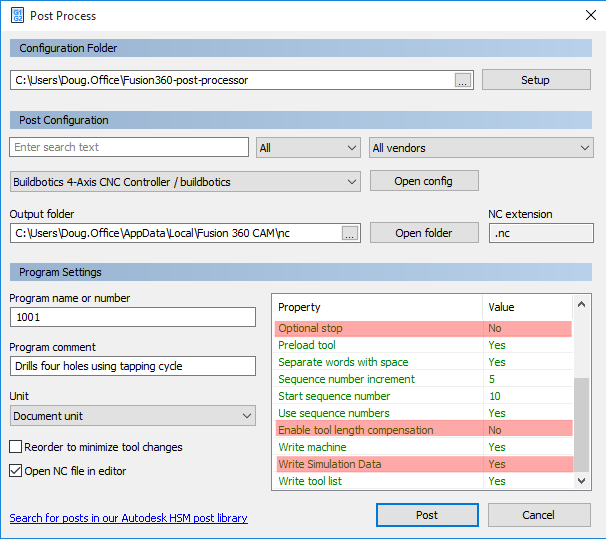 G1
G2
Post Process
Configuration Folder
C:\Users\Doug.Office\Fusion360-post-processor
...
Setup
Post Configuration
Enter search text
All
All vendors
Buildbotics 4-Axis CNC Controller / buildbotics
Open config
Output folder
NC extension
C:\Users\Doug.Office\AppData\Local\Fusion 360 CAM\nc
...
Open folder
.nc
Program Settings
Program name or number
1001
Program comment
Drills four holes using tapping cycle
Unit
Document unit
Reorder to minimize tool changes
Open NC file in editor
Property Value
Optional stop No
Preload tool Yes
Separate words with space Yes
Sequence number increment 5
Start sequence number 10
Use sequence numbers Yes
Enable tool length compensation No
Write machine Yes
Write Simulation Data Yes
Write tool list Yes
Search for posts in our Autodesk HSM post library
Post
Cancel